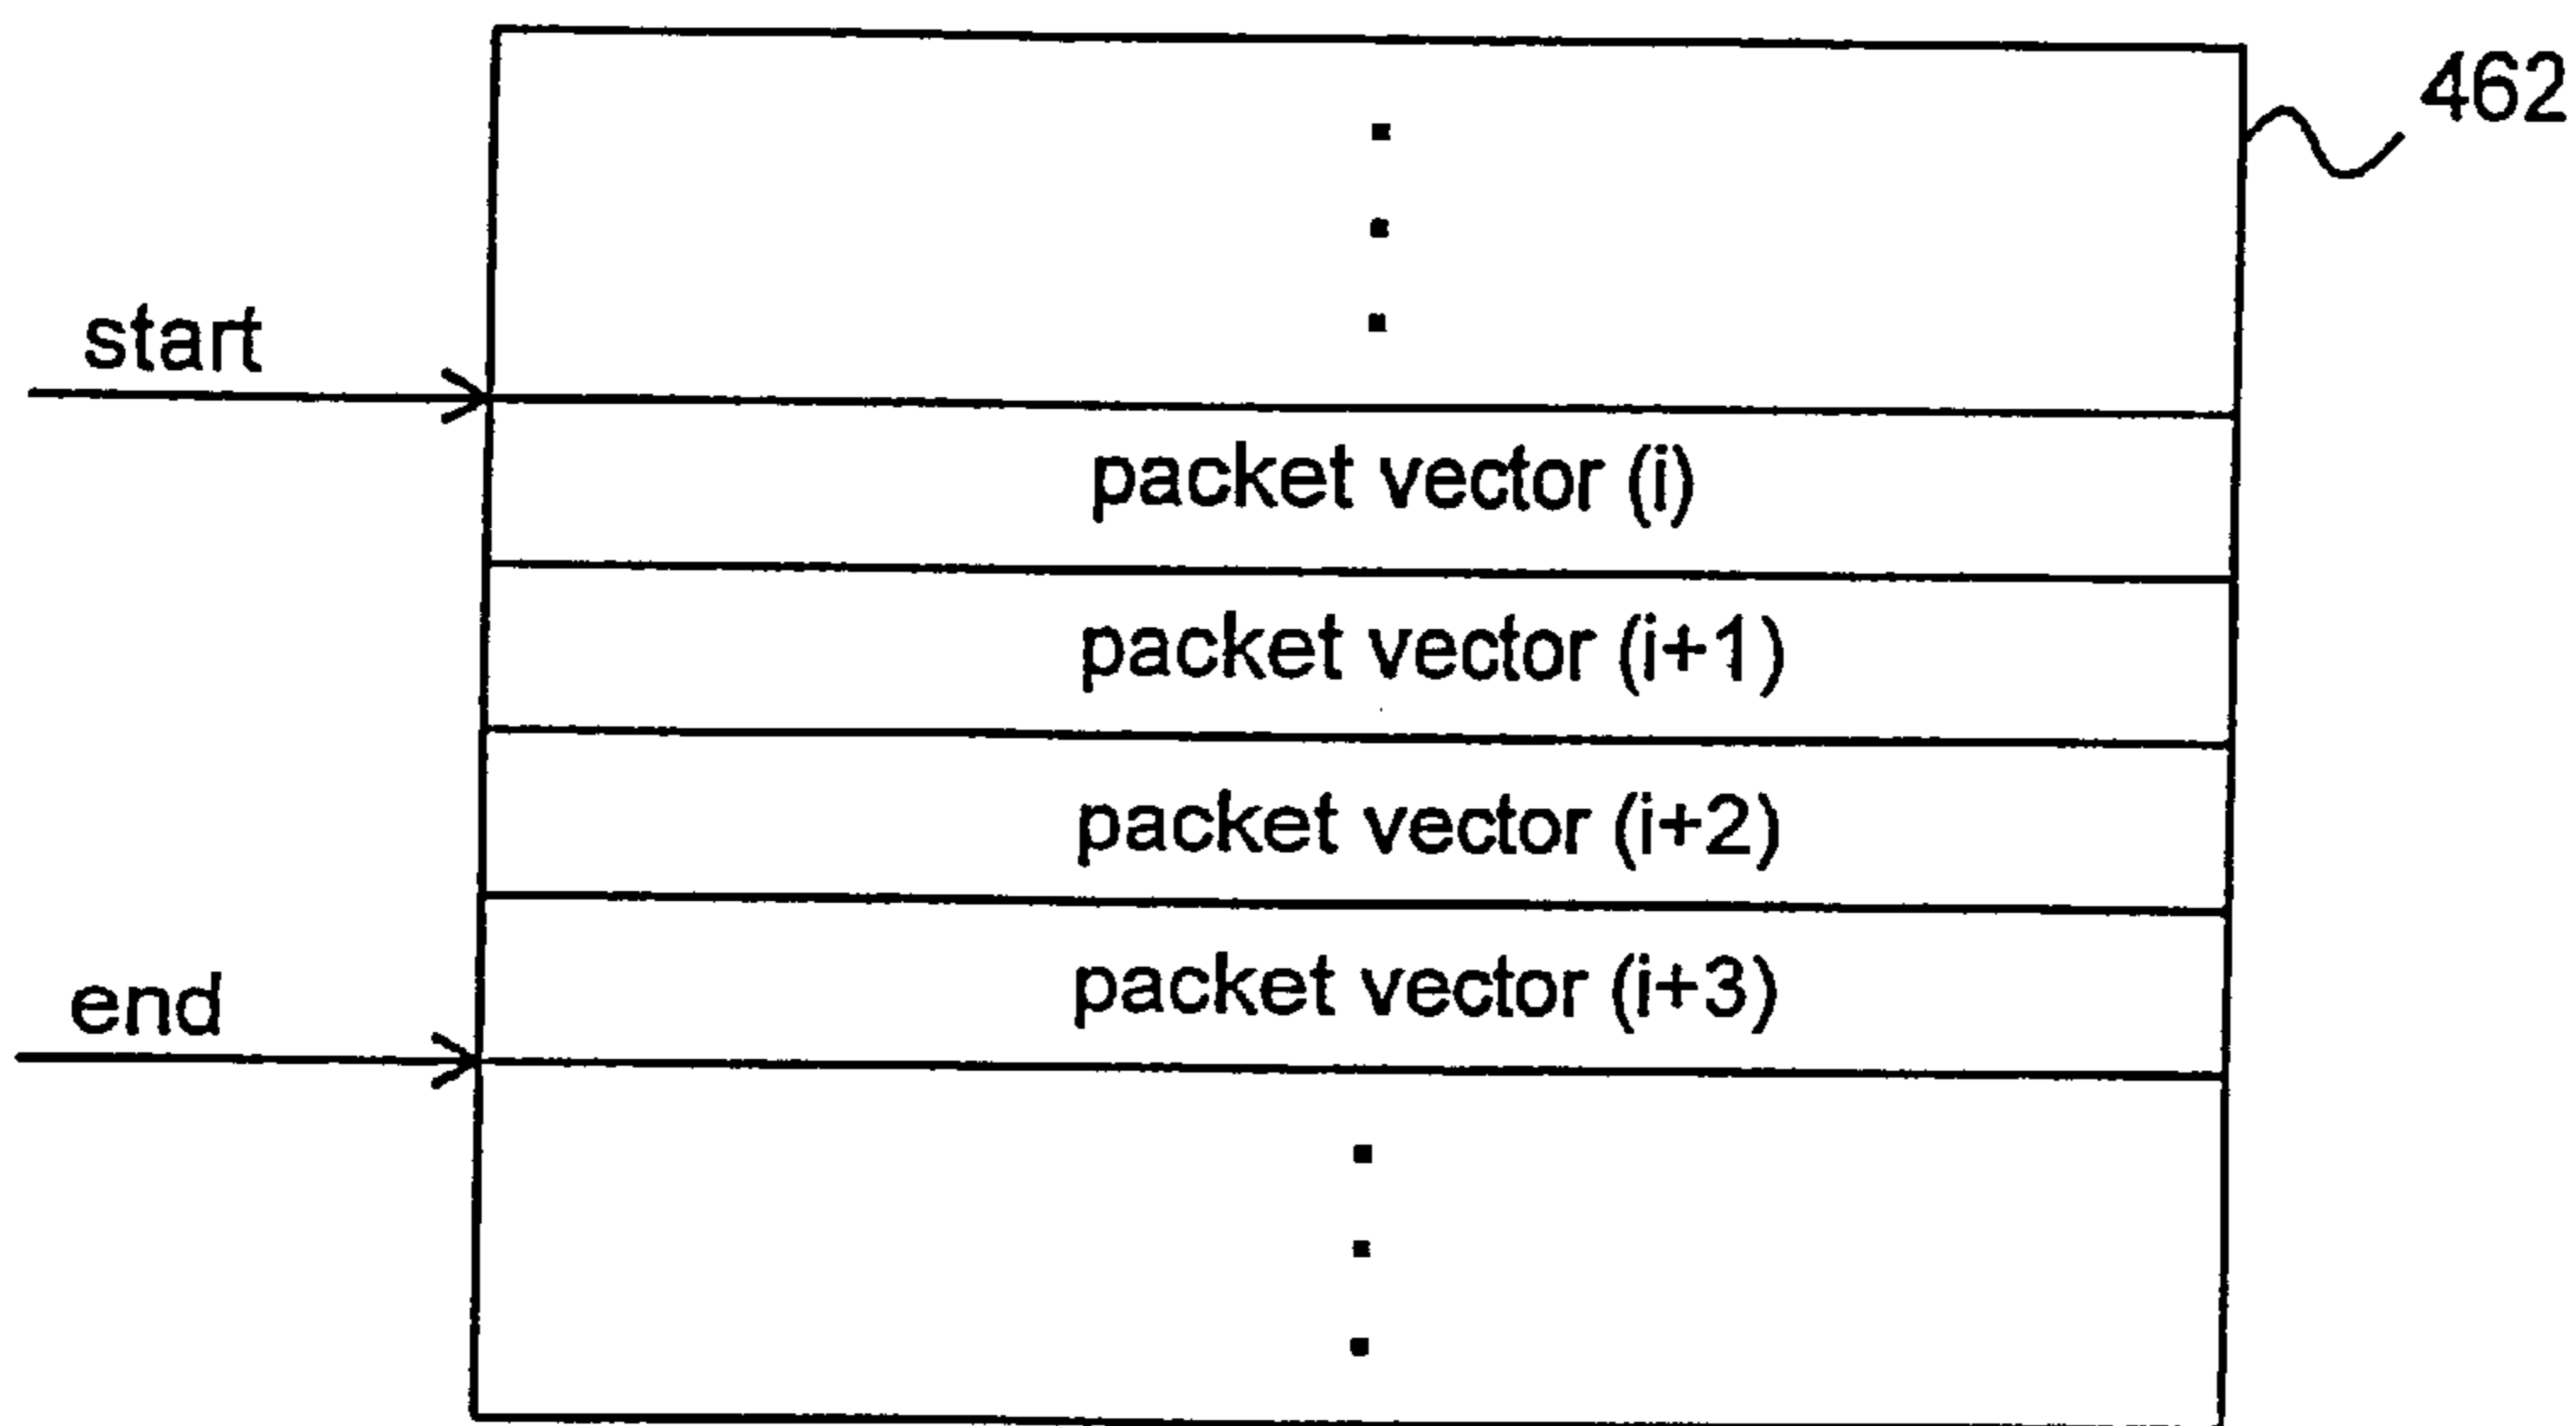 462
start
packet vector (i)
packet vector (i+1)
packet vector (i+2)
packet vector (i+3)
end